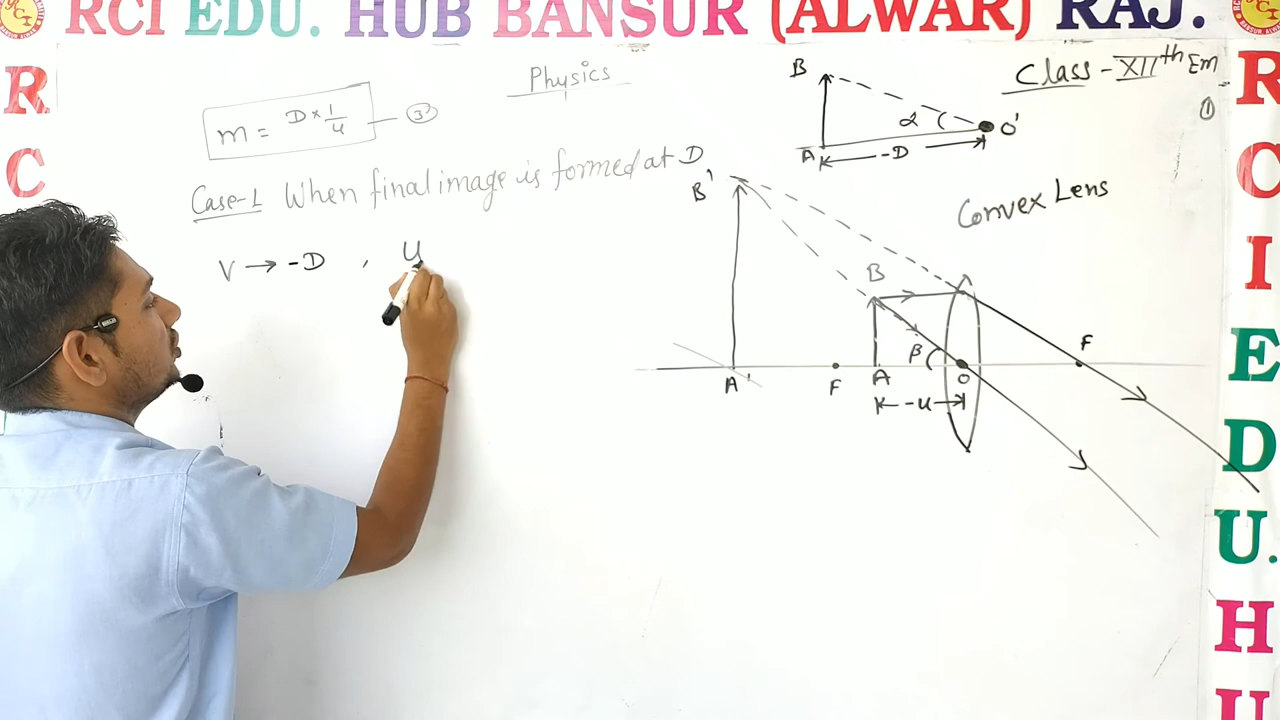 RCI EDU. HUB BANSUR (ALWAR) RAJ.
R
C
Physics
Class - XIIth Em
①
m = D × 1/u — ③
Case-1 When final image is formed at D
V → -D , u
B
α
O'
A
-D
Convex Lens
B'
B
β
F
A'
F
A
O
-u
R
C
I
E
D
U.
H
U